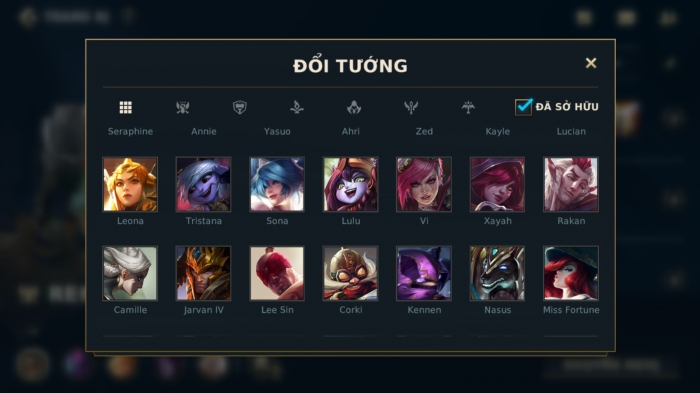 ĐỔI TƯỚNG
ĐÃ SỞ HỮU
Seraphine Annie Yasuo Ahri Zed Kayle Lucian
Leona Tristana Sona Lulu Vi Xayah Rakan
Camille Jarvan IV Lee Sin Corki Kennen Nasus Miss Fortune